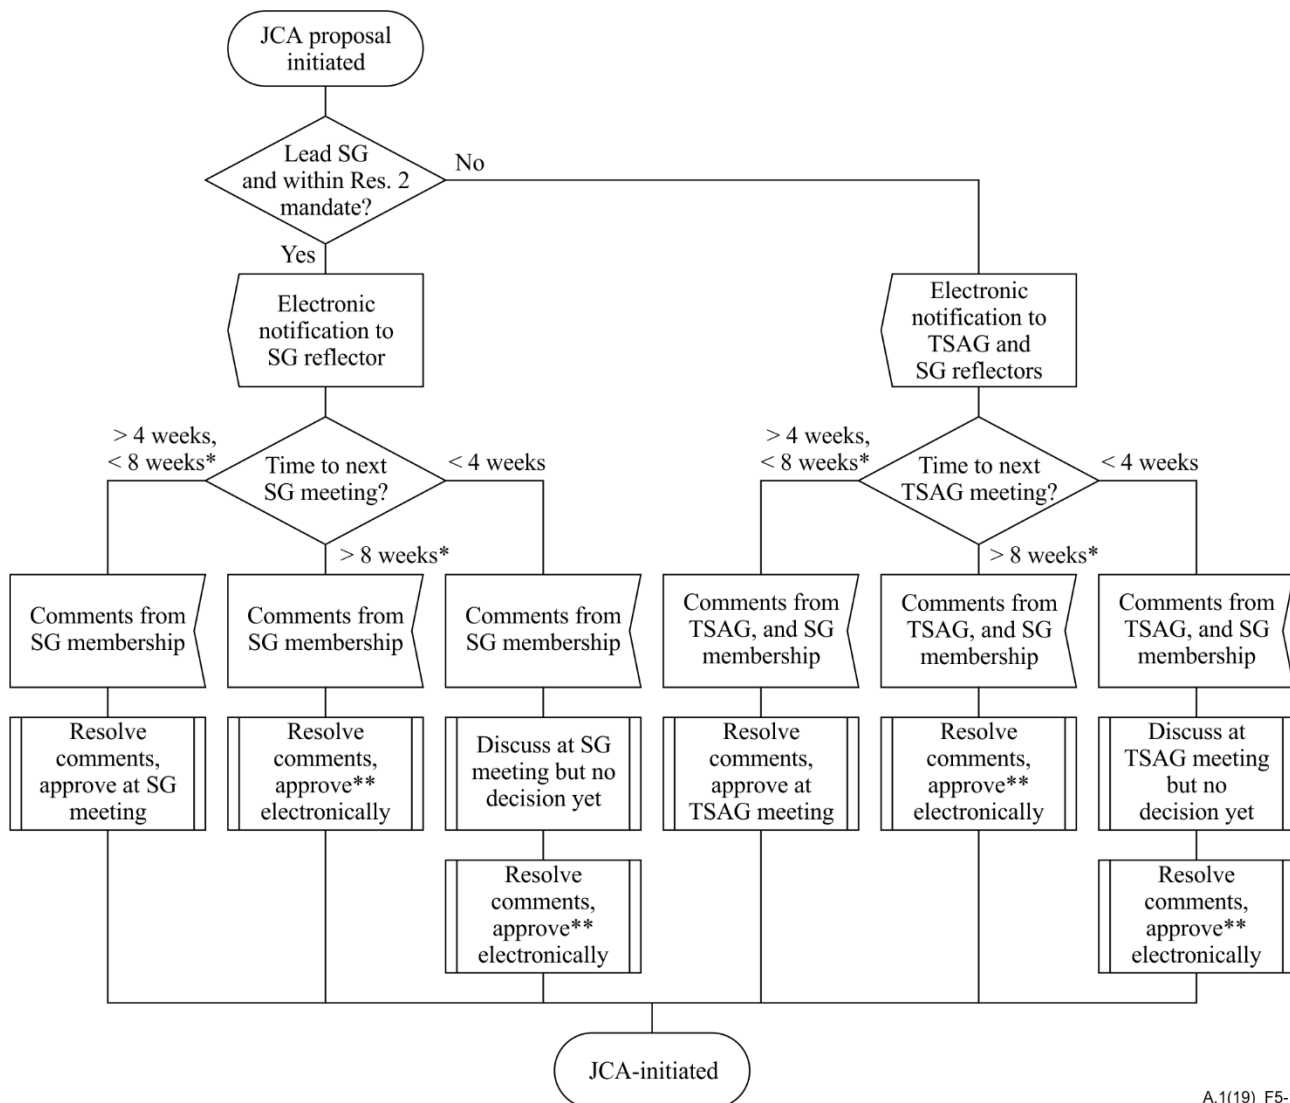 JCA proposal
initiated
Lead SG
and within Res. 2
mandate?
No
Yes
Electronic
notification to
SG reflector
Electronic
notification to
TSAG and
SG reflectors
> 4 weeks,
< 8 weeks*
Time to next
SG meeting?
< 4 weeks
> 8 weeks*
> 4 weeks,
< 8 weeks*
Time to next
TSAG meeting?
< 4 weeks
> 8 weeks*
Comments from
SG membership
Comments from
SG membership
Comments from
SG membership
Comments from
TSAG, and SG
membership
Comments from
TSAG, and SG
membership
Comments from
TSAG, and SG
membership
Resolve
comments,
approve at SG
meeting
Resolve
comments,
approve**
electronically
Discuss at SG
meeting but no
decision yet
Resolve
comments,
approve at
TSAG meeting
Resolve
comments,
approve**
electronically
Discuss at
TSAG meeting
but no
decision yet
Resolve
comments,
approve**
electronically
Resolve
comments,
approve**
electronically
JCA-initiated
A.1(19)_F5-